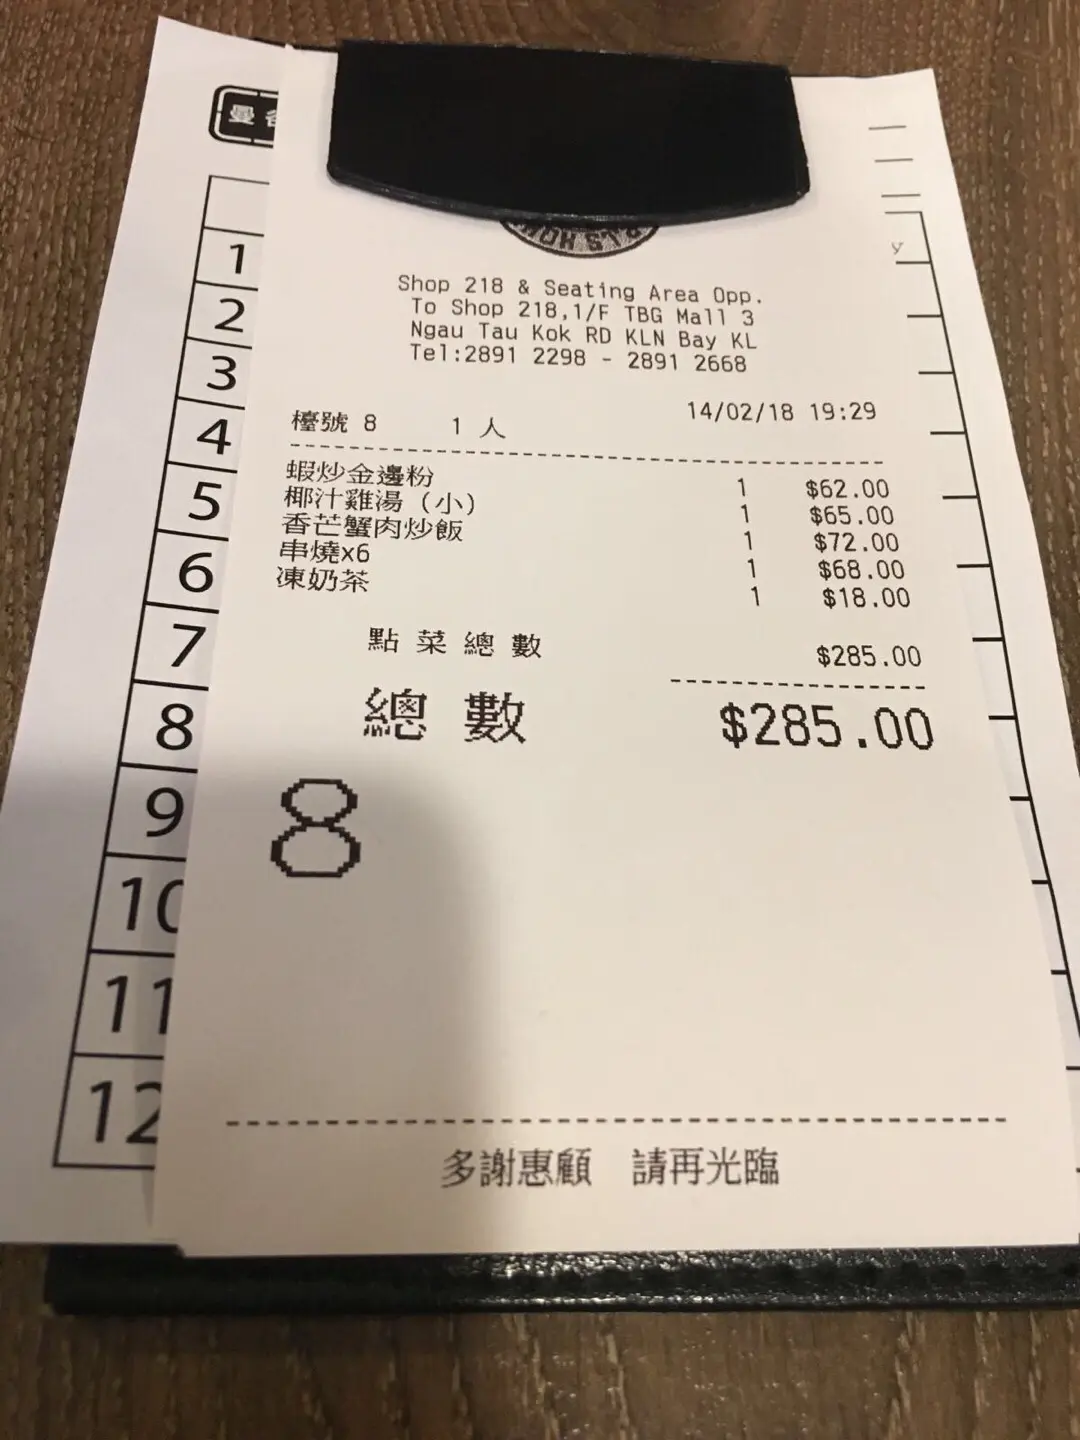 曼
Shop 218 & Seating Area Opp.
To Shop 218,1/F TBG Mall 3
Ngau Tau Kok RD KLN Bay KL
Tel:2891 2298 - 2891 2668
檯號 8 1 人 14/02/18 19:29
蝦炒金邊粉 1 $62.00
椰汁雞湯 (小) 1 $65.00
香芒蟹肉炒飯 1 $72.00
串燒x6 1 $68.00
凍奶茶 1 $18.00
點菜總數 $285.00
總數 $285.00
8
多謝惠顧 請再光臨
1
2
3
4
5
6
7
8
9
10
11
12
y